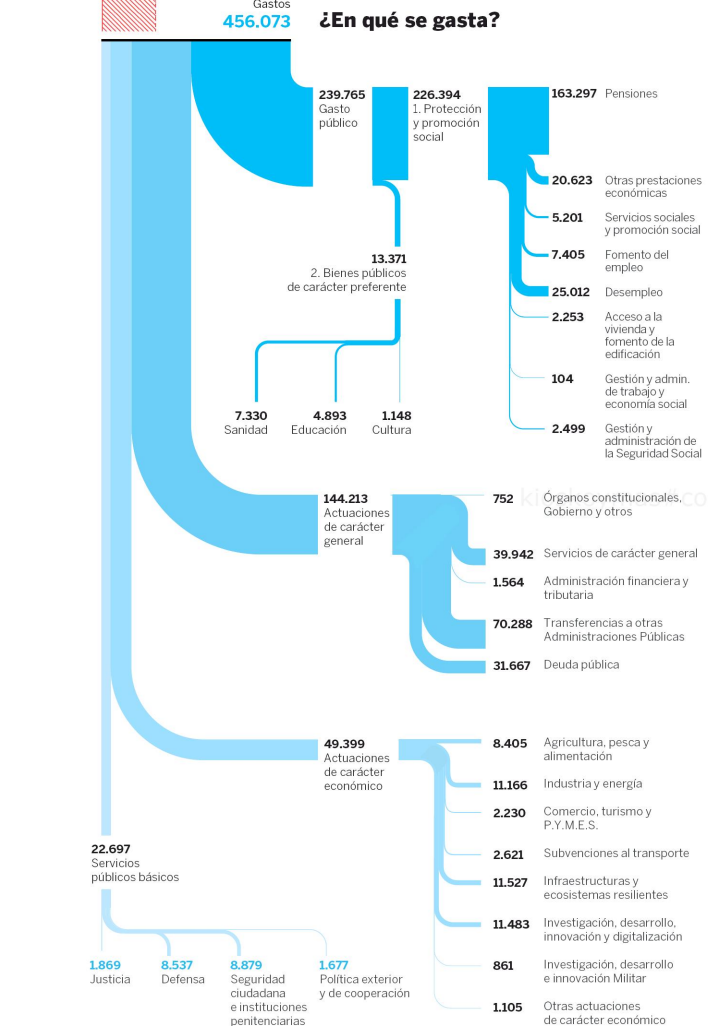 Gastos
456.073
¿En qué se gasta?
239.765
Gasto
público
226.394
1. Protección
y promoción
social
163.297 Pensiones
20.623 Otras prestaciones
económicas
5.201 Servicios sociales
y promoción social
7.405 Fomento del
empleo
25.012 Desempleo
2.253 Acceso a la
vivienda y
fomento de la
edificación
104 Gestión y admin.
de trabajo y
economía social
2.499 Gestión y
administración de
la Seguridad Social
13.371
2. Bienes públicos
de carácter preferente
7.330
Sanidad
4.893
Educación
1.148
Cultura
144.213
Actuaciones
de carácter
general
752 Órganos constitucionales,
Gobierno y otros
39.942 Servicios de carácter general
1.564 Administración financiera y
tributaria
70.288 Transferencias a otras
Administraciones Públicas
31.667 Deuda pública
49.399
Actuaciones
de carácter
económico
8.405 Agricultura, pesca y
alimentación
11.166 Industria y energía
2.230 Comercio, turismo y
P.Y.M.E.S.
2.621 Subvenciones al transporte
11.527 Infraestructuras y
ecosistemas resilientes
11.483 Investigación, desarrollo,
innovación y digitalización
861 Investigación, desarrollo
e innovación Militar
1.105 Otras actuaciones
de carácter económico
22.697
Servicios
públicos básicos
1.869
Justicia
8.537
Defensa
8.879
Seguridad
ciudadana
e instituciones
penitenciarias
1.677
Política exterior
y de cooperación